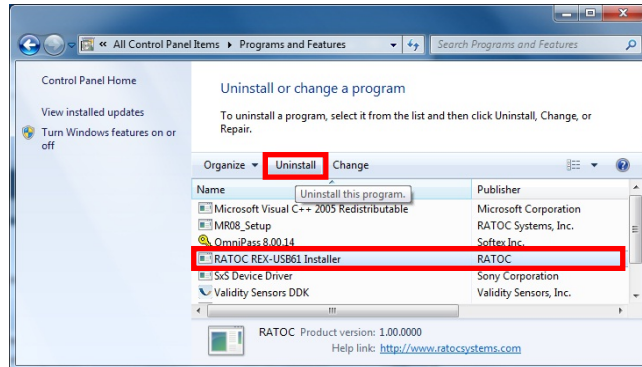 « All Control Panel Items ▸ Programs and Features
Search Programs and Features
Control Panel Home
View installed updates
Turn Windows features on or
off
Uninstall or change a program
To uninstall a program, select it from the list and then click Uninstall, Change, or
Repair.
Organize Uninstall Change
Name Publisher
Uninstall this program.
Microsoft Visual C++ 2005 Redistributable Microsoft Corporation
MR08_Setup RATOC Systems, Inc.
OmniPass 8.00.14 Softex Inc.
RATOC REX-USB61 Installer RATOC
SxS Device Driver Sony Corporation
Validity Sensors DDK Validity Sensors, Inc.
RATOC Product version: 1.00.0000
Help link: http://www.ratocsystems.com